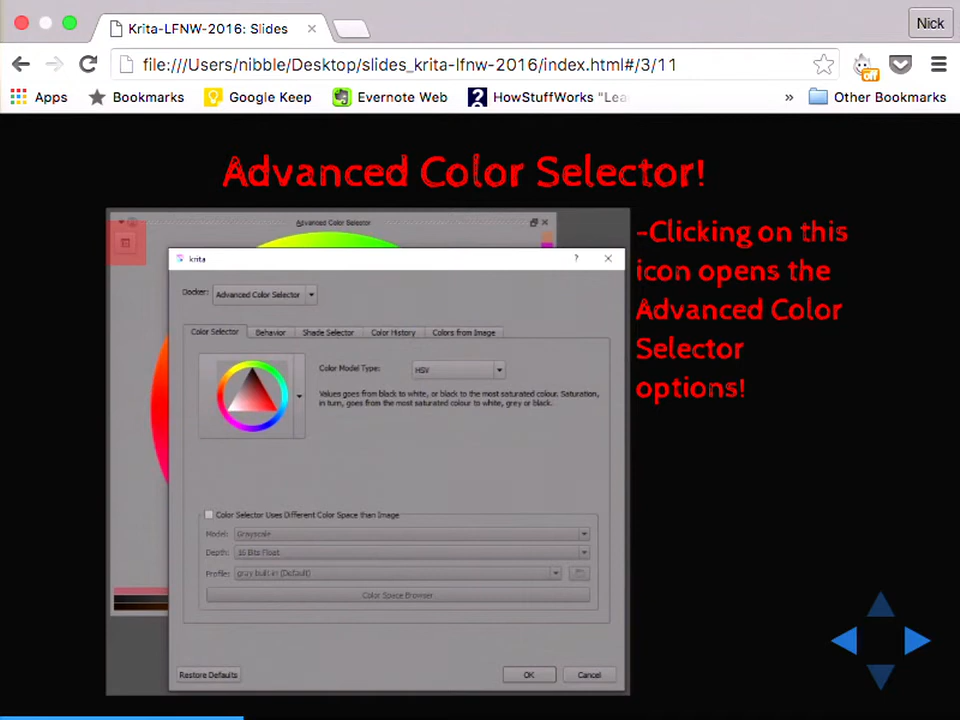 Krita-LFNW-2016: Slides
Nick
file:///Users/nibble/Desktop/slides_krita-lfnw-2016/index.html#/3/11
Apps
Bookmarks
Google Keep
Evernote Web
HowStuffWorks "Lea
»
Other Bookmarks
Advanced Color Selector!
Advanced Color Selector
-Clicking on this
icon opens the
Advanced Color
Selector
options!
krita
Docker: Advanced Color Selector
Color Selector Behavior Shade Selector Color History Colors from Image
Color Model Type: HSV
Values goes from black to white, or black to the most saturated colour. Saturation,
in turn, goes from the most saturated colour to white, grey or black.
Color Selector Uses Different Color Space than Image
Model: Grayscale
Depth: 16 Bits Float
Profile: gray built-in (Default)
Color Space Browser
Restore Defaults
OK
Cancel
off